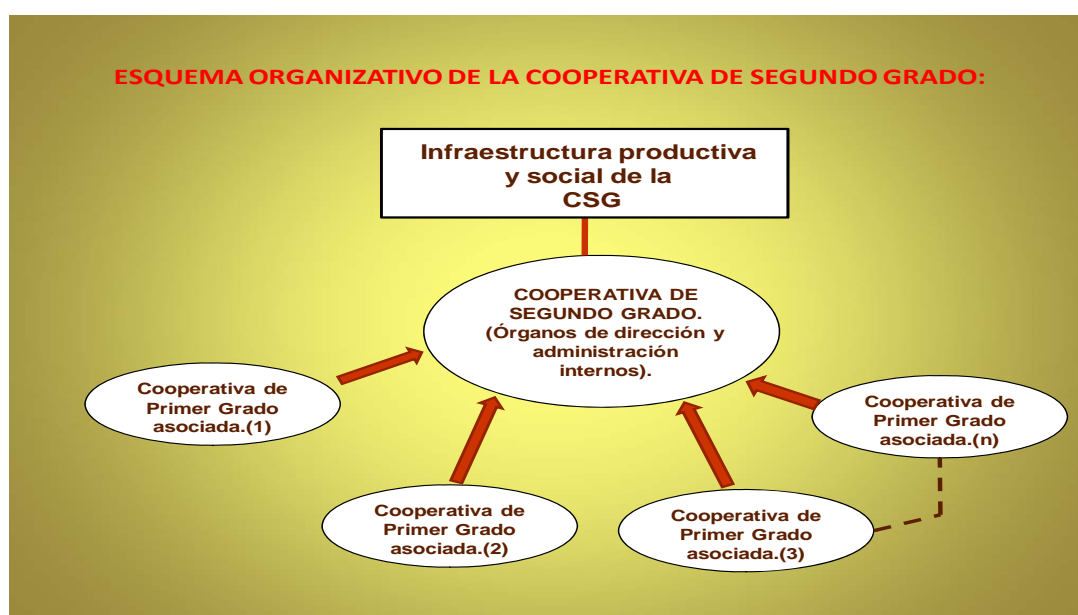 ESQUEMA ORGANIZATIVO DE LA COOPERATIVA DE SEGUNDO GRADO:
Infraestructura productiva
y social de la
CSG
COOPERATIVA DE
SEGUNDO GRADO.
(Órganos de dirección y
administración
internos).
Cooperativa de
Primer Grado
asociada.(1)
Cooperativa de
Primer Grado
asociada.(2)
Cooperativa de
Primer Grado
asociada.(3)
Cooperativa de
Primer Grado
asociada.(n)